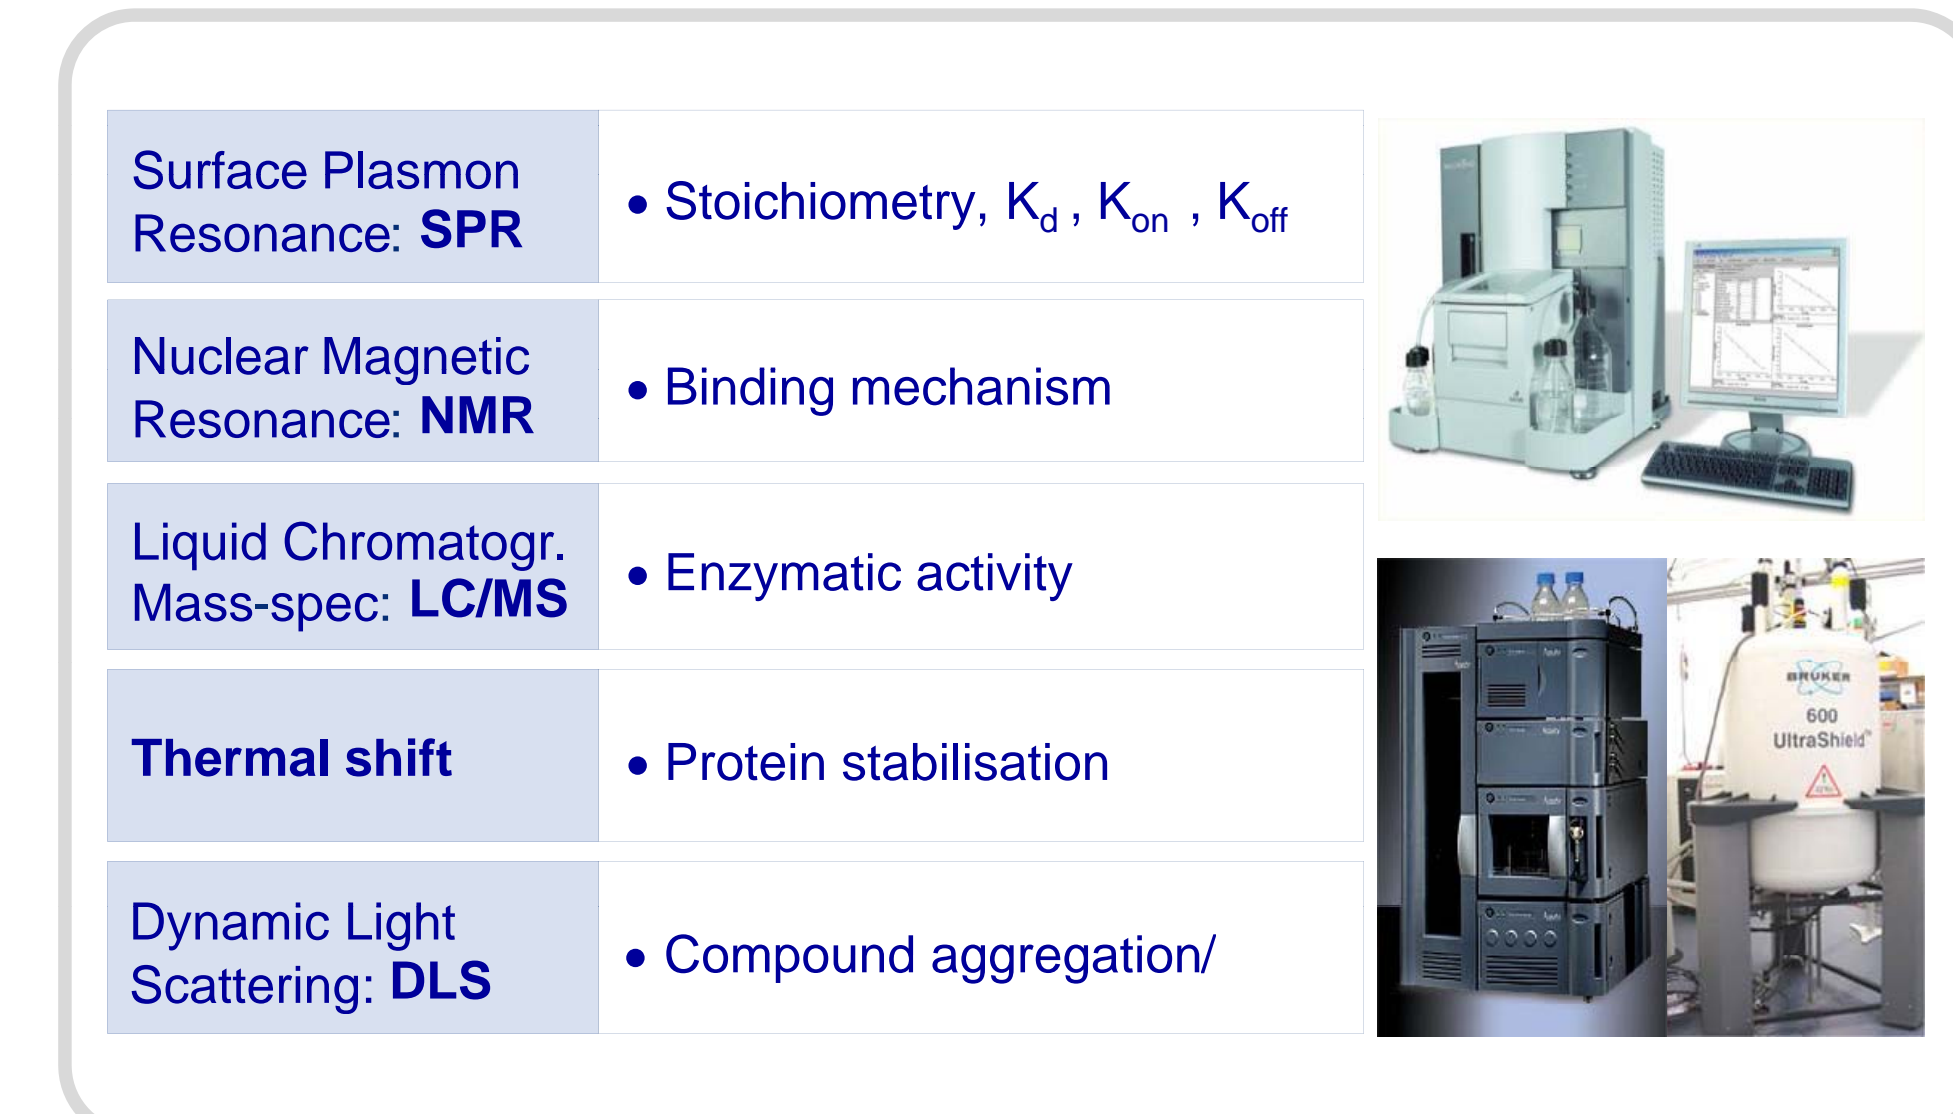 Surface Plasmon
Resonance: SPR
• Stoichiometry, Kd , Kon , Koff
Nuclear Magnetic
Resonance: NMR
• Binding mechanism
Liquid Chromatogr.
Mass-spec: LC/MS
• Enzymatic activity
Thermal shift
• Protein stabilisation
Dynamic Light
Scattering: DLS
• Compound aggregation/
BRUKER
600
UltraShield™